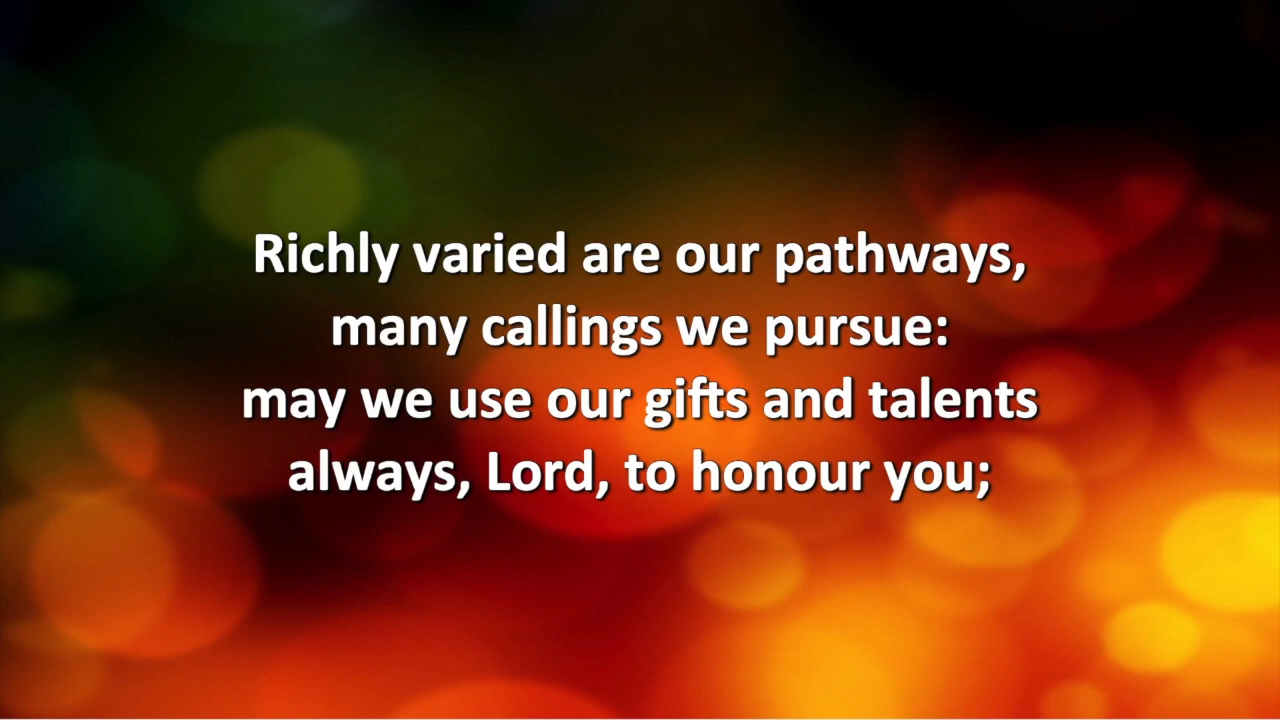 Richly varied are our pathways,
many callings we pursue:
may we use our gifts and talents
always, Lord, to honour you;